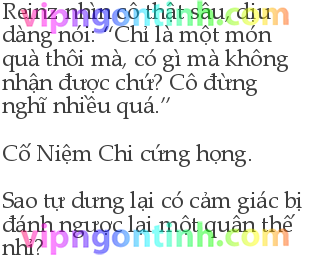 Reinz nhìn cô thật sâu, dịu
dàng nói: "Chỉ là một món
quà thôi mà, có gì mà không
nhận được chứ? Cô đừng
nghĩ nhiều quá."
Cố Niệm Chi cứng họng.
Sao tự dưng lại có cảm giác bị
đánh ngược lại một quân thế
nhỉ?
vipngontinh.com
vipngontinh.com